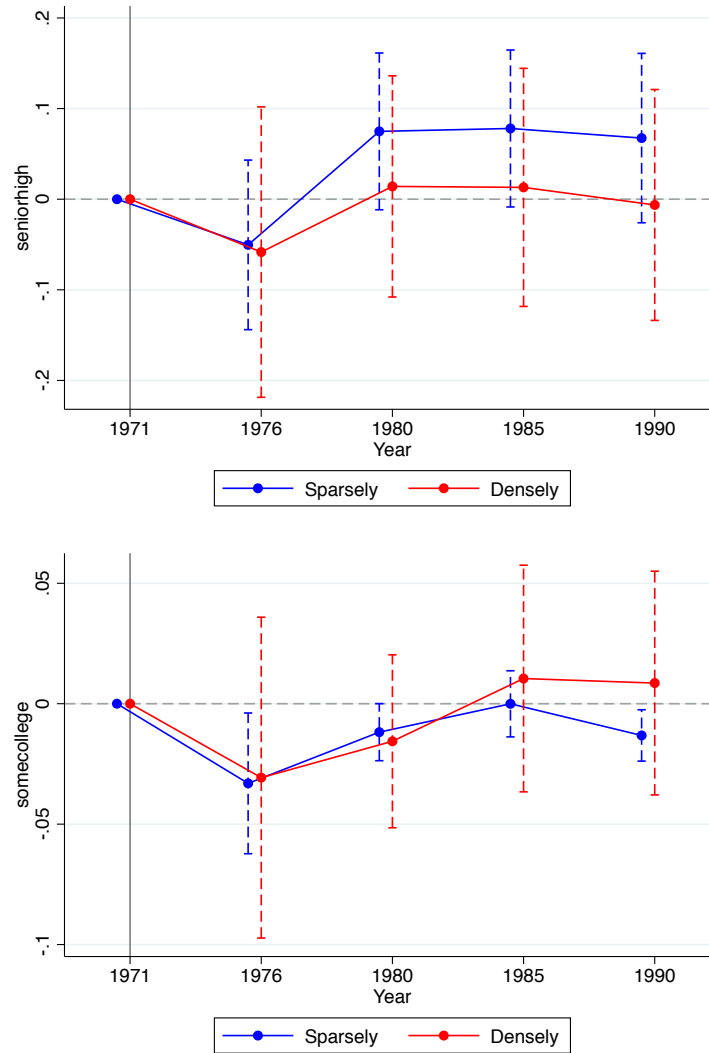 .2
.1
0
-.1
-.2
seniorhigh
1971 1976 1980 1985 1990
Year
Sparsely Densely
.05
0
-.05
-.1
somecollege
1971 1976 1980 1985 1990
Year
Sparsely Densely